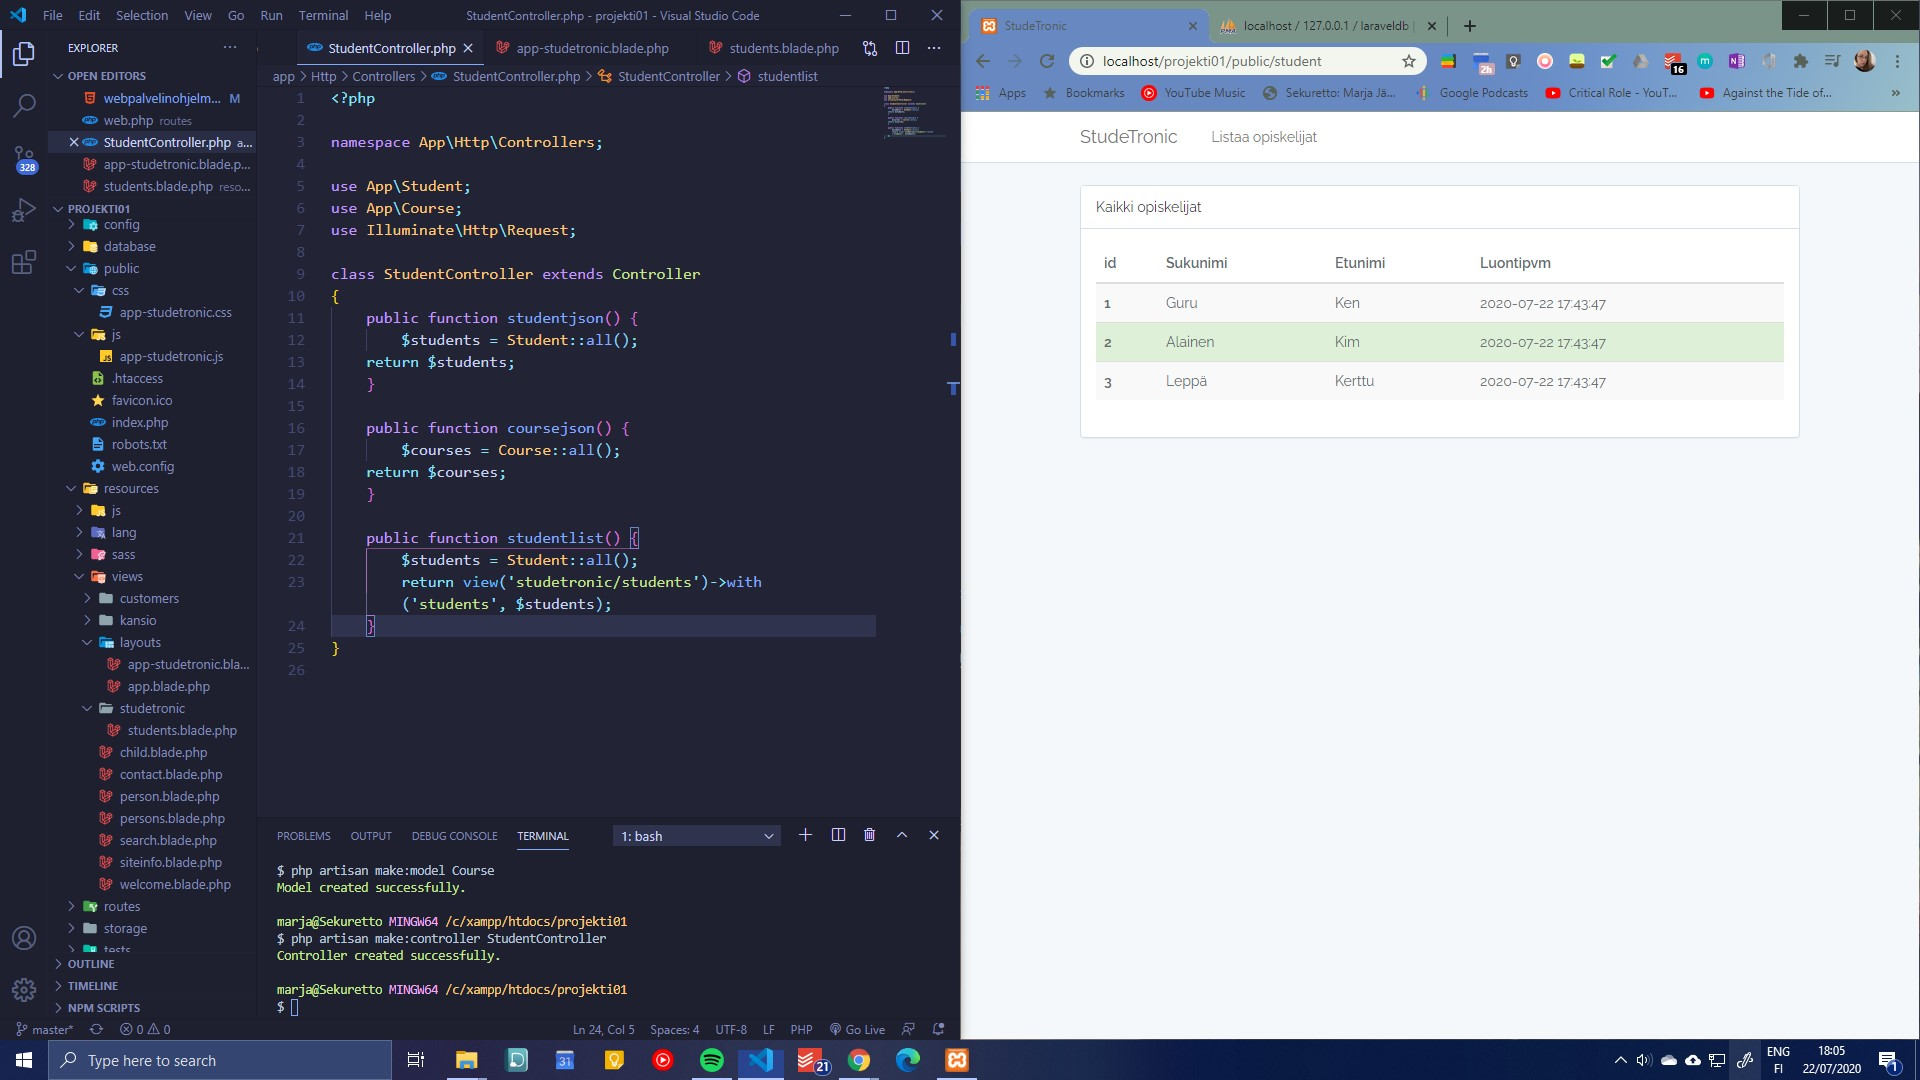 File Edit Selection View Go Run Terminal Help
StudentController.php - projekti01 - Visual Studio Code
EXPLORER
OPEN EDITORS
webpalvelinohjelm... M
web.php routes
StudentController.php a...
app-studetronic.blade.p...
students.blade.php reso...
328
PROJEKTI01
config
database
public
css
app-studetronic.css
js
app-studetronic.js
.htaccess
favicon.ico
index.php
robots.txt
web.config
resources
js
lang
sass
views
customers
kansio
layouts
app-studetronic.bla...
app.blade.php
studetronic
students.blade.php
child.blade.php
contact.blade.php
person.blade.php
persons.blade.php
search.blade.php
siteinfo.blade.php
welcome.blade.php
routes
storage
tests
OUTLINE
TIMELINE
NPM SCRIPTS
StudentController.php app-studetronic.blade.php students.blade.php
app > Http > Controllers > StudentController.php > StudentController > studentlist
1 <?php
2
3 namespace App\Http\Controllers;
4
5 use App\Student;
6 use App\Course;
7 use Illuminate\Http\Request;
8
9 class StudentController extends Controller
10 {
11 public function studentjson() {
12 $students = Student::all();
13 return $students;
14 }
15
16 public function coursejson() {
17 $courses = Course::all();
18 return $courses;
19 }
20
21 public function studentlist() {
22 $students = Student::all();
23 return view('studetronic/students')->with
('students', $students);
24 }
25 }
26
PROBLEMS OUTPUT DEBUG CONSOLE TERMINAL 1: bash
$ php artisan make:model Course
Model created successfully.
marja@Sekuretto MINGW64 /c/xampp/htdocs/projekti01
$ php artisan make:controller StudentController
Controller created successfully.
marja@Sekuretto MINGW64 /c/xampp/htdocs/projekti01
$
master* 0 0 Ln 24, Col 5 Spaces: 4 UTF-8 LF PHP Go Live
StudeTronic localhost / 127.0.0.1 / laraveldb
localhost/projekti01/public/student
2h
16
Apps Bookmarks YouTube Music Sekuretto: Marja Jä... Google Podcasts Critical Role - YouT... Against the Tide of... »
StudeTronic Listaa opiskelijat
Kaikki opiskelijat
id Sukunimi Etunimi Luontipvm
1 Guru Ken 2020-07-22 17:43:47
2 Alainen Kim 2020-07-22 17:43:47
3 Leppä Kerttu 2020-07-22 17:43:47
Type here to search
31
21
ENG
FI
18:05
22/07/2020
1